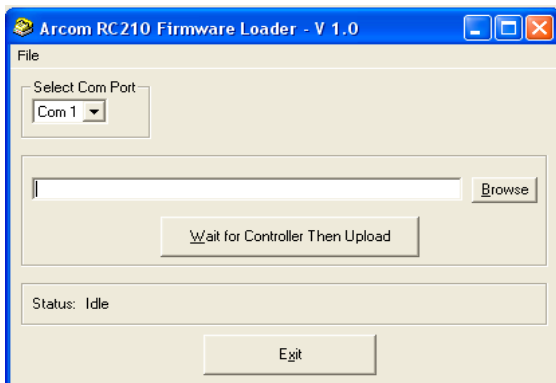 Arcom RC210 Firmware Loader - V 1.0
File
Select Com Port
Com 1
Browse
Wait for Controller Then Upload
Status: Idle
Exit